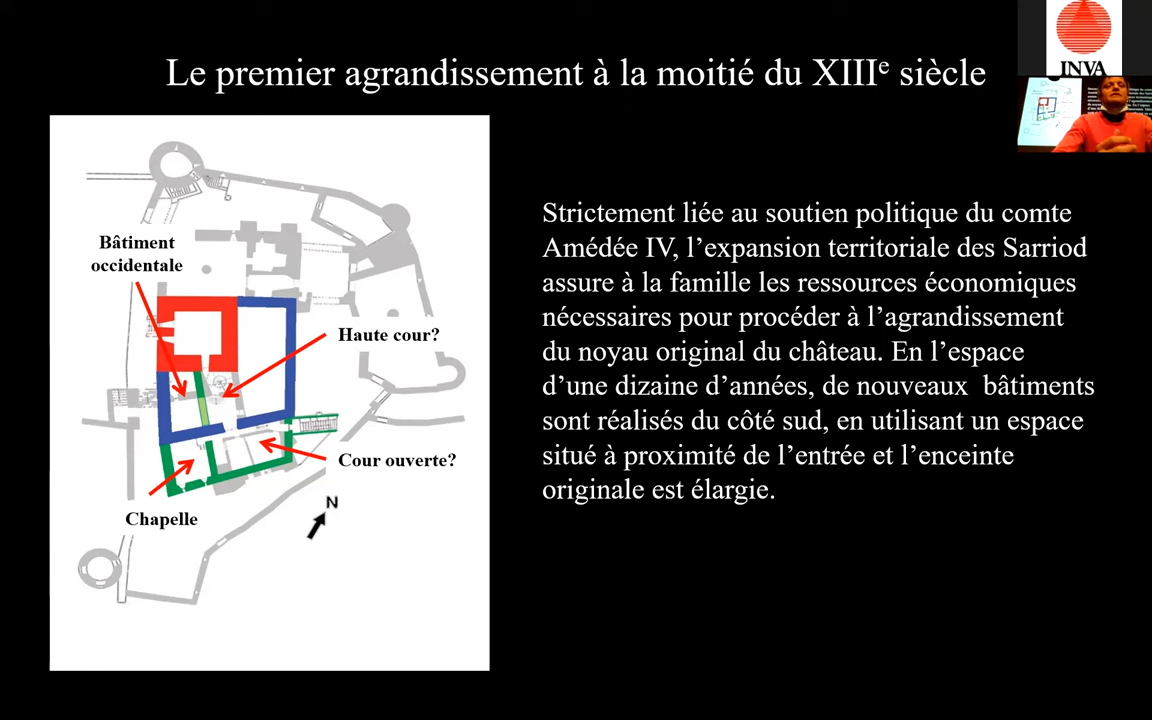 Le premier agrandissement à la moitié du XIIIe siècle
INVA
Bâtiment
occidentale
Haute cour?
Cour ouverte?
Chapelle
N
Strictement liée au soutien politique du comte
Amédée IV, l’expansion territoriale des Sarriod
assure à la famille les ressources économiques
nécessaires pour procéder à l’agrandissement
du noyau original du château. En l’espace
d’une dizaine d’années, de nouveaux  bâtiments
sont réalisés du côté sud, en utilisant un espace
situé à proximité de l’entrée et l’enceinte
originale est élargie.